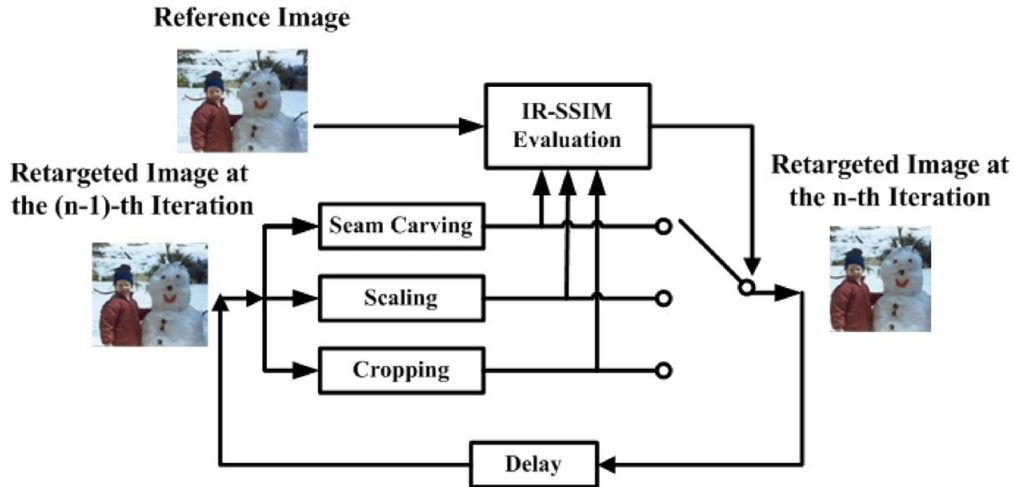 Reference Image
IR-SSIM
Evaluation
Retargeted Image at
the (n-1)-th Iteration
Retargeted Image at
the n-th Iteration
Seam Carving
Scaling
Cropping
Delay